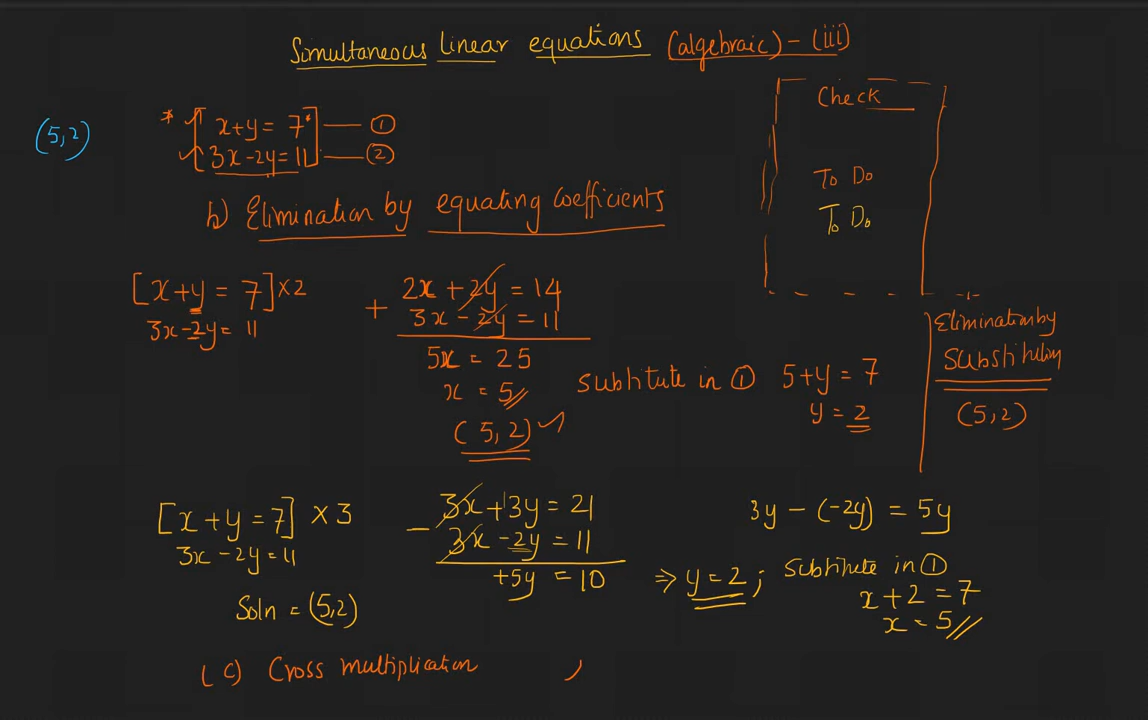 Simultaneous linear equations (algebraic) - (iii)
Check
(5,2)
* x+y = 7 — ①
3x-2y = 11 — ②
To Do
To Do
b) Elimination by equating coefficients
[x+y = 7] ×2
3x-2y = 11
+ 2x + 2y = 14
3x - 2y = 11
5x = 25
x = 5
(5,2) ✓
subtitute in ① 5+y = 7
y = 2
Elimination by
Substitution
(5,2)
[x+y = 7] × 3
3x-2y = 11
Soln = (5,2)
- 3x+3y = 21
3x - 2y = 11
+5y = 10
⇒ y = 2 ;
3y - (-2y) = 5y
Subtitute in ①
x + 2 = 7
x = 5
(c) Cross multiplication